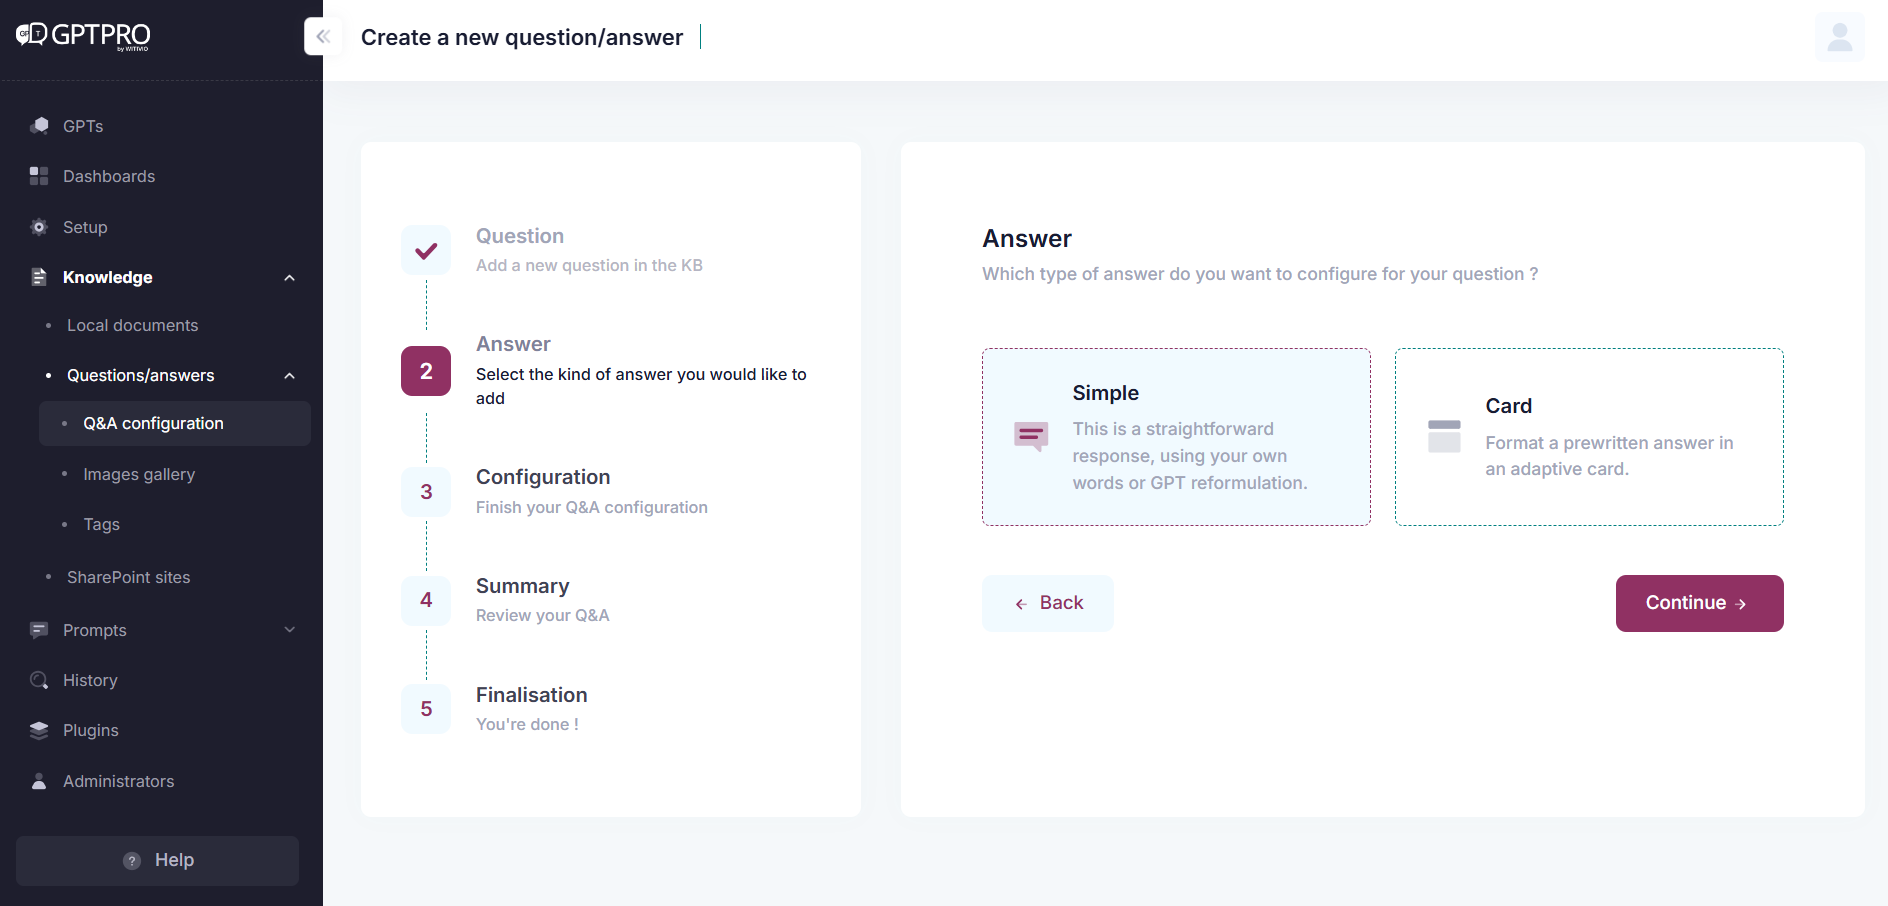 GPT
GPTPRO
by WITIVIO
Create a new question/answer
GPTs
Dashboards
Setup
Knowledge
Local documents
Questions/answers
Q&A configuration
Images gallery
Tags
SharePoint sites
Prompts
History
Plugins
Administrators
? Help
Question
Add a new question in the KB
2
Answer
Select the kind of answer you would like to
add
3
Configuration
Finish your Q&A configuration
4
Summary
Review your Q&A
5
Finalisation
You're done !
Answer
Which type of answer do you want to configure for your question ?
Simple
This is a straightforward
response, using your own
words or GPT reformulation.
Card
Format a prewritten answer in
an adaptive card.
← Back
Continue →